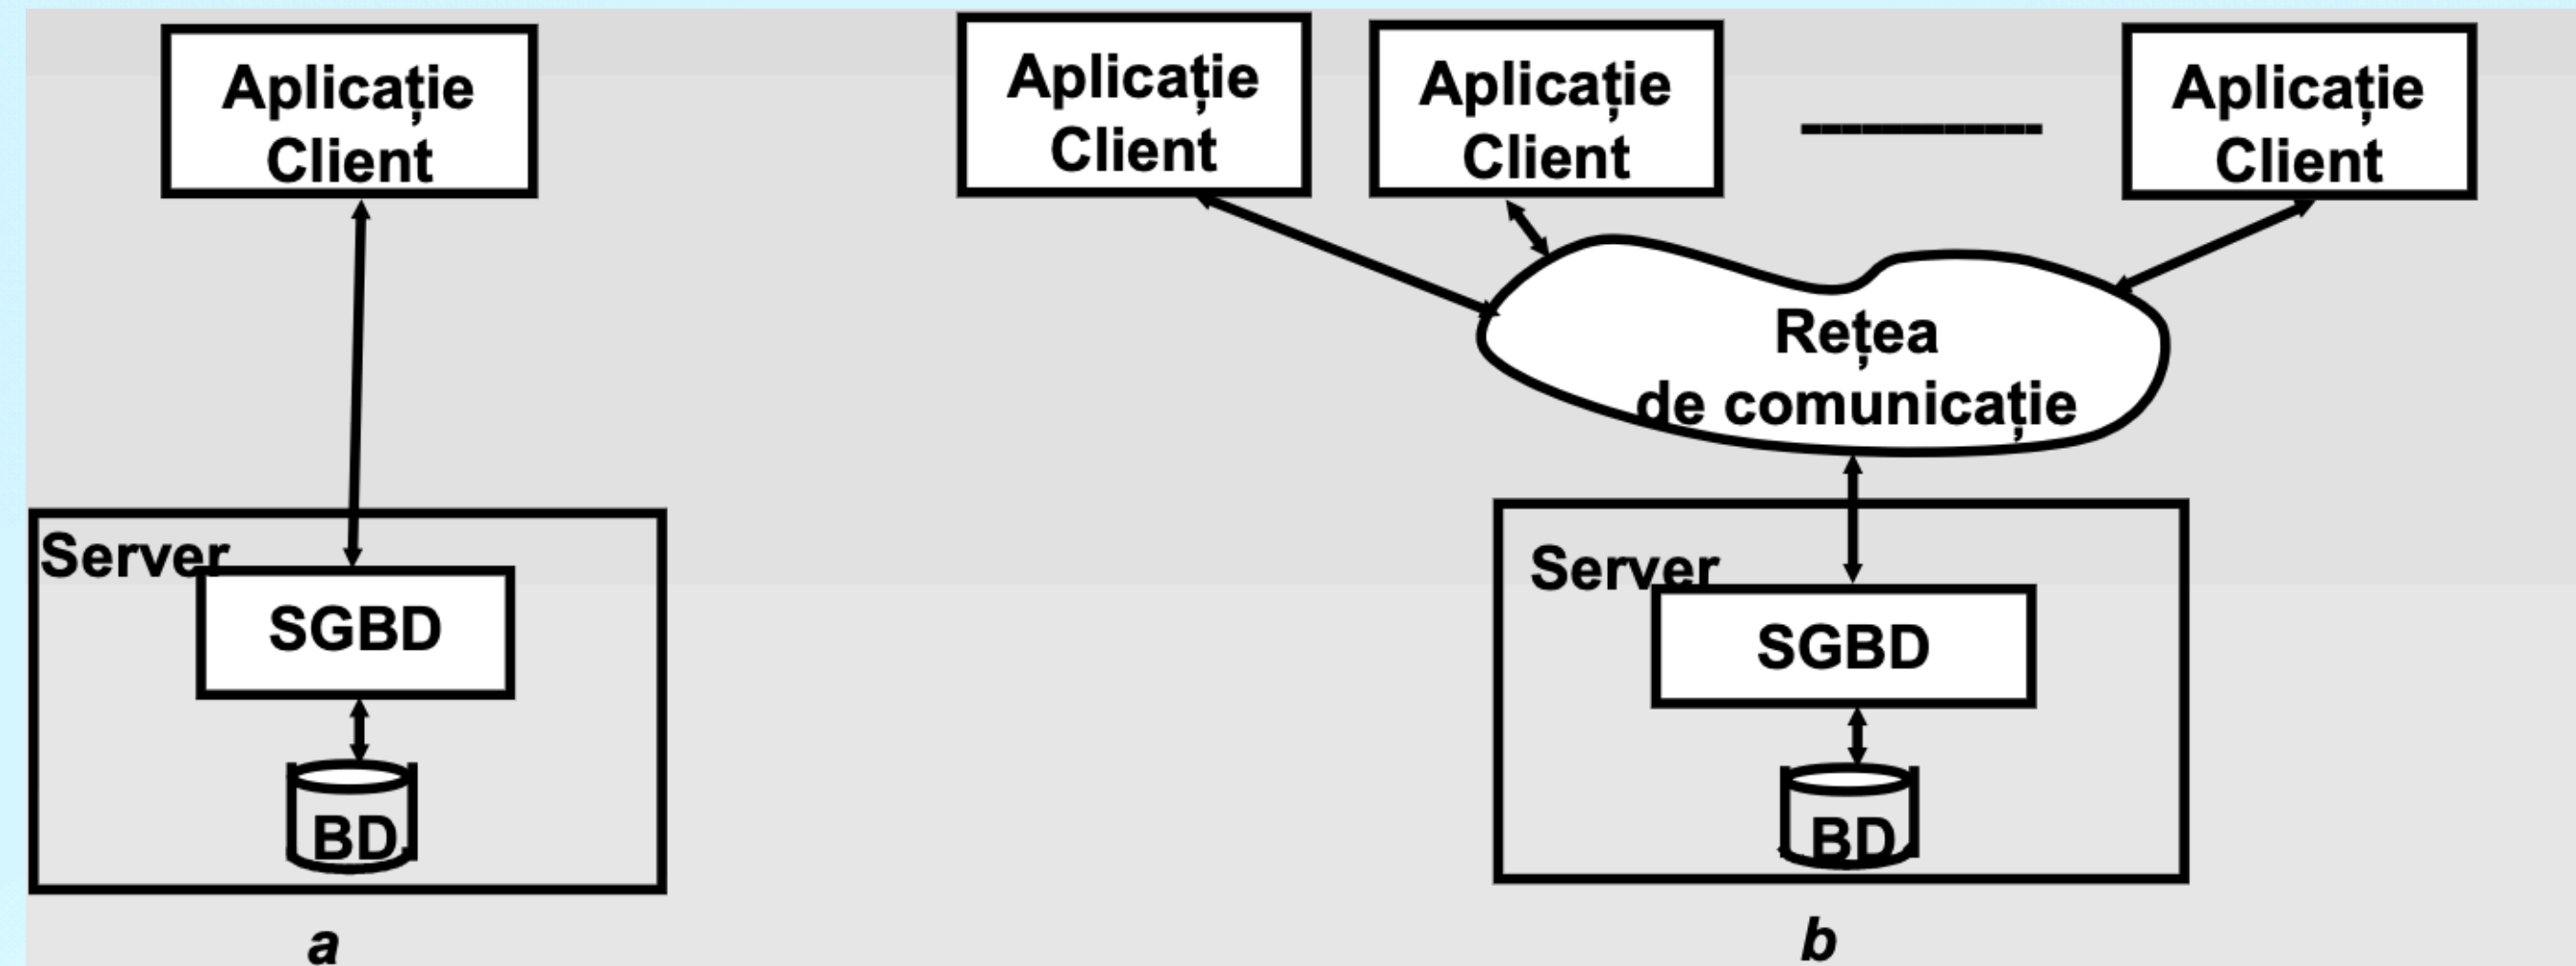 Aplicație
Client
Server
SGBD
BD
a
Aplicație
Client
Aplicație
Client
Aplicație
Client
Rețea
de comunicație
Server
SGBD
BD
b